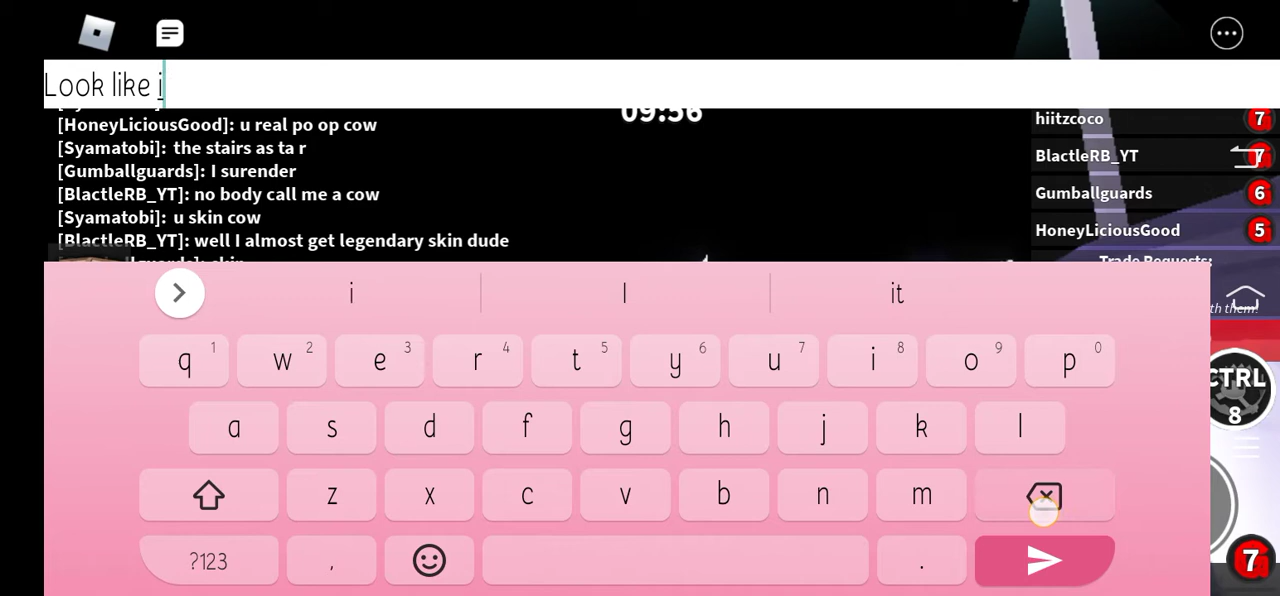 Look like i
09:56
[HoneyLiciousGood]: u real po op cow
[Syamatobi]: the stairs as ta r
[Gumballguards]: I surender
[BlactleRB_YT]: no body call me a cow
[Syamatobi]: u skin cow
[BlactleRB_YT]: well I almost get legendary skin dude
hiitzcoco 7
BlactleRB_YT 7
Gumballguards 6
HoneyLiciousGood 5
Trade Requests:
th them!
i I it
q 1 w 2 e 3 r 4 t 5 y 6 u 7 i 8 o 9 p 0
a s d f g h j k l
z x c v b n m
?123 , .
CTRL
8
7